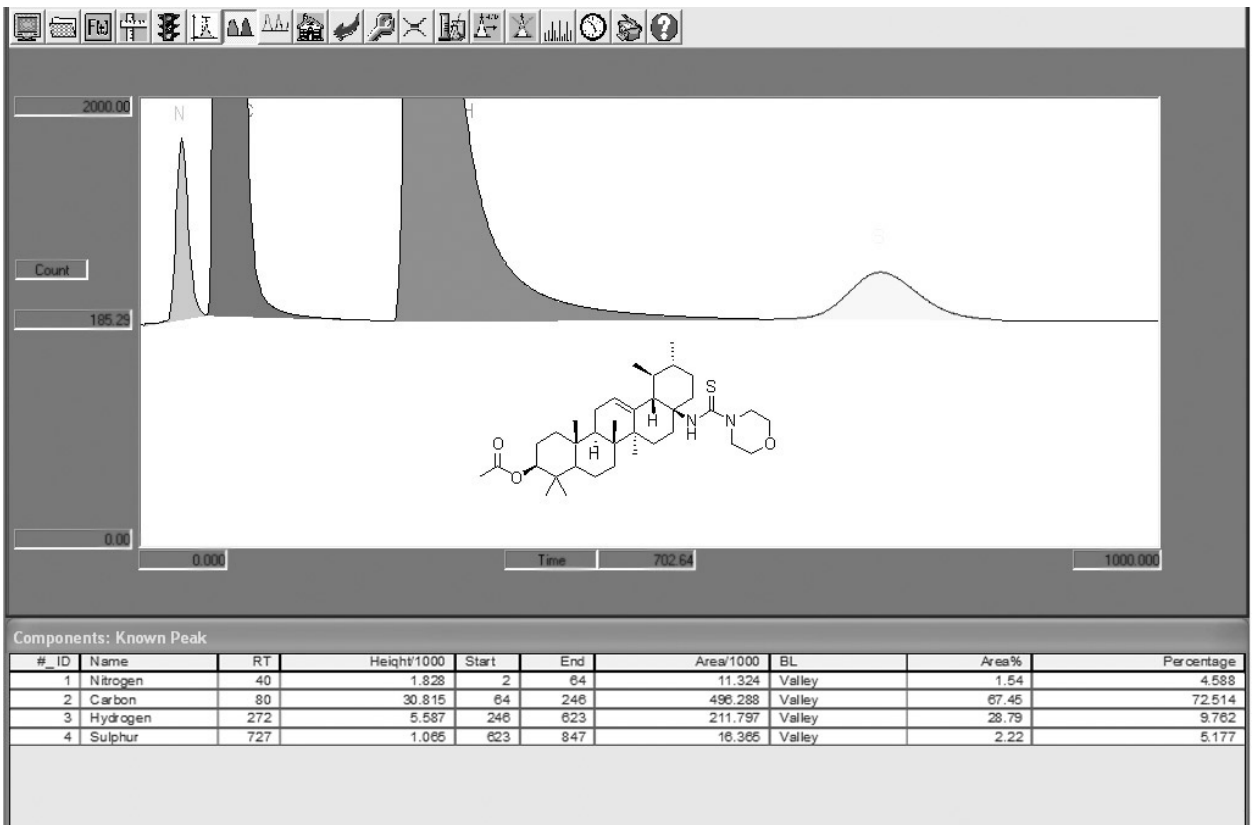 F(t)
N C H S
2000.00
Count
185.29
0.00
0.000 Time 702.64 1000.000
S
O O H H N H N O
Components: Known Peak
#_ID Name RT Height/1000 Start End Area/1000 BL Area% Percentage
1 Nitrogen 40 1.828 2 64 11.324 Valley 1.54 4.588
2 Carbon 80 30.815 64 246 496.288 Valley 67.45 72.514
3 Hydrogen 272 5.587 246 623 211.797 Valley 28.79 9.762
4 Sulphur 727 1.065 623 847 16.365 Valley 2.22 5.177